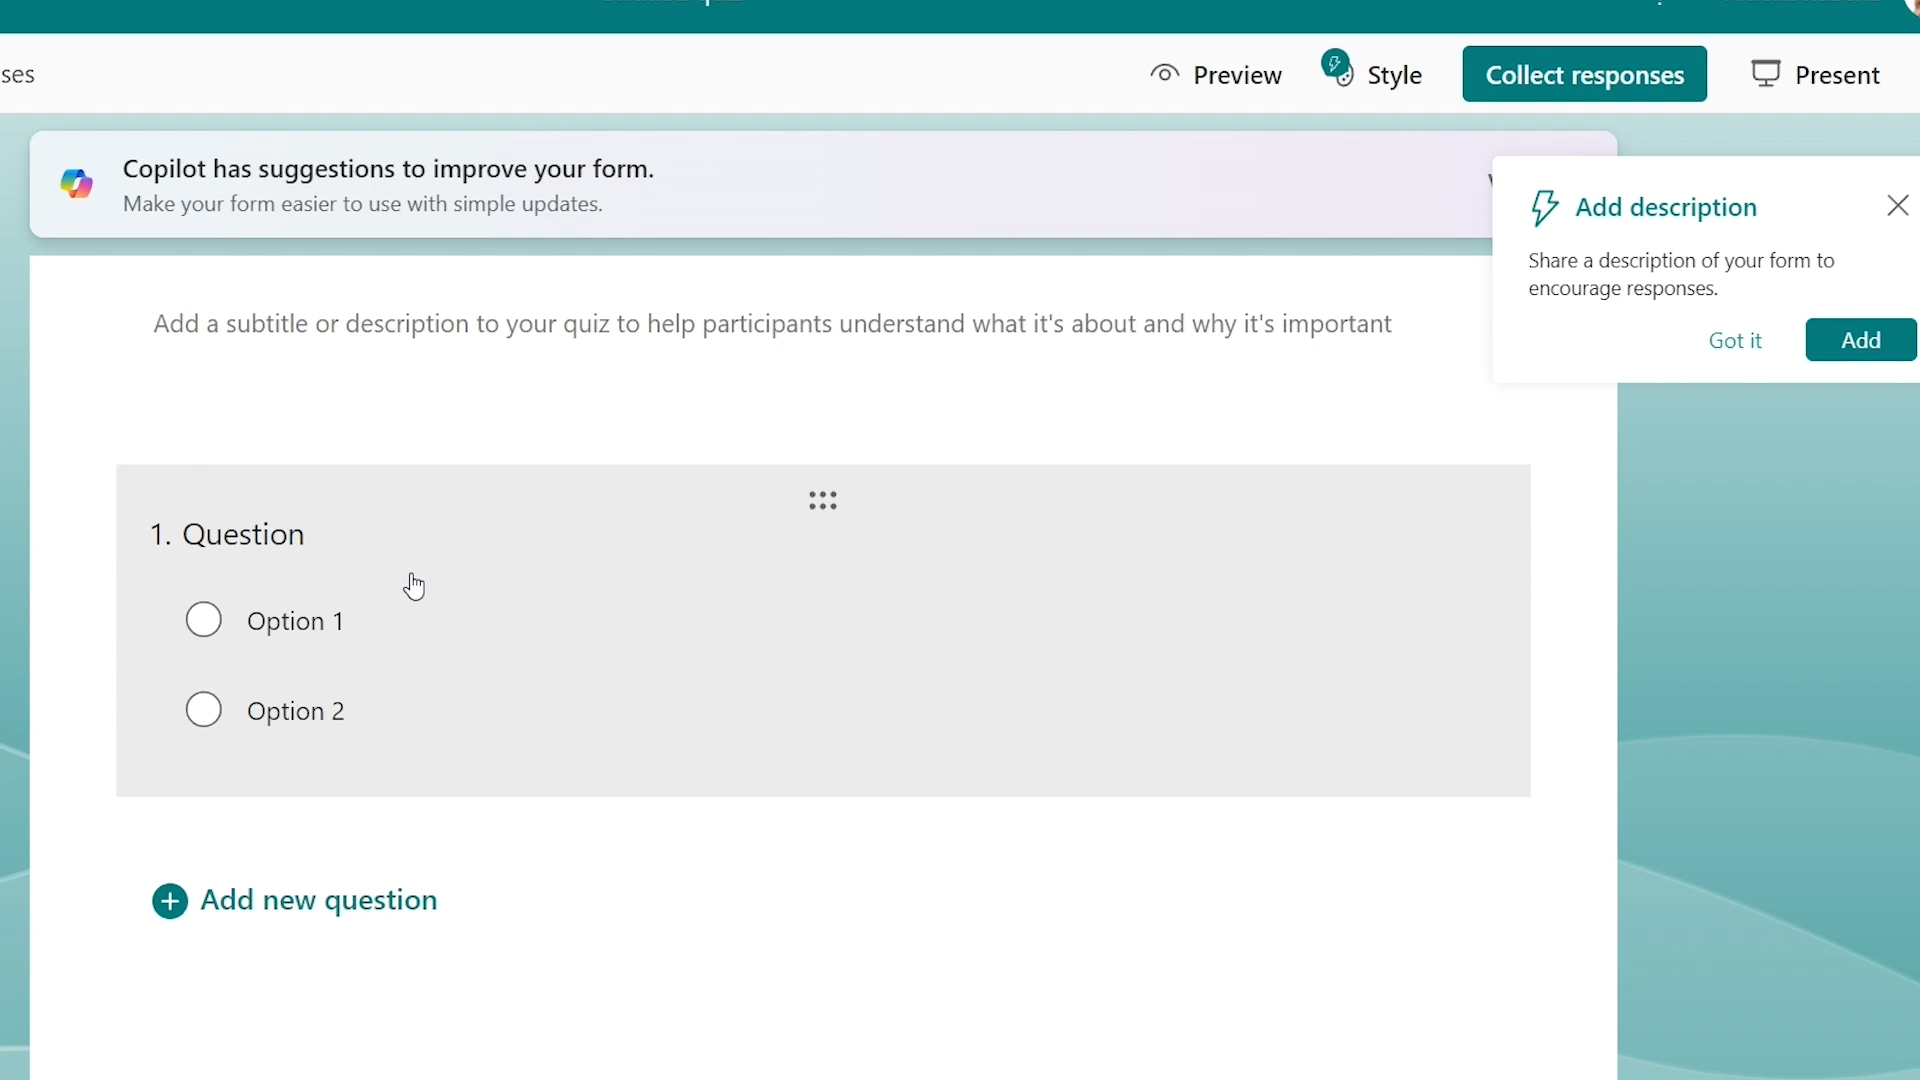 ses
Preview
Style
Collect responses
Present
Copilot has suggestions to improve your form.
Make your form easier to use with simple updates.
Add description
Share a description of your form to
encourage responses.
Got it
Add
Add a subtitle or description to your quiz to help participants understand what it's about and why it's important
1. Question
Option 1
Option 2
Add new question